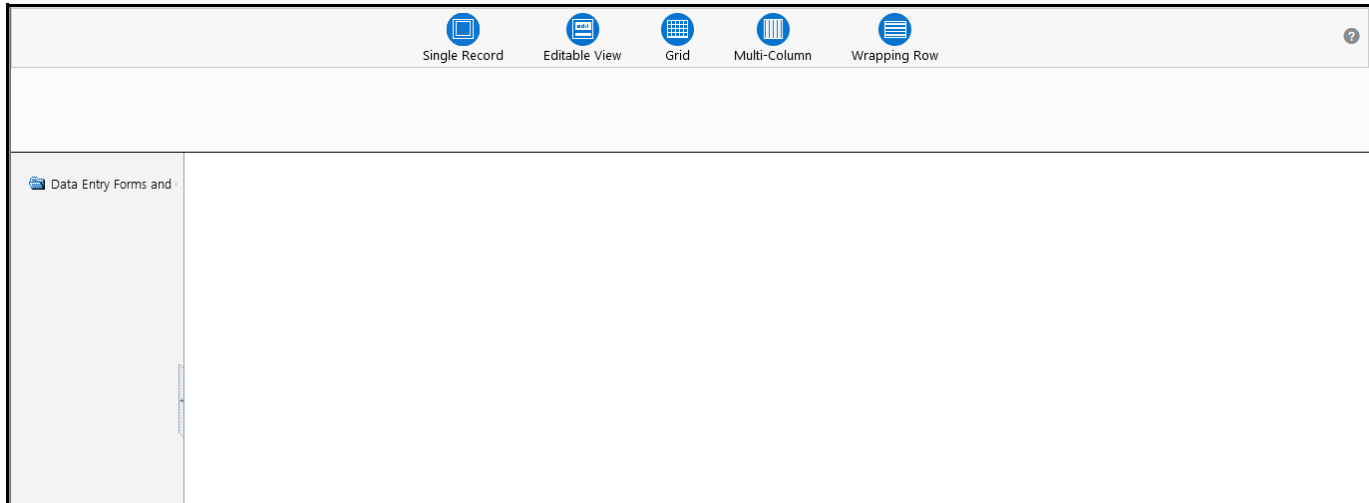 Single Record Editable View Grid Multi-Column Wrapping Row
Data Entry Forms and